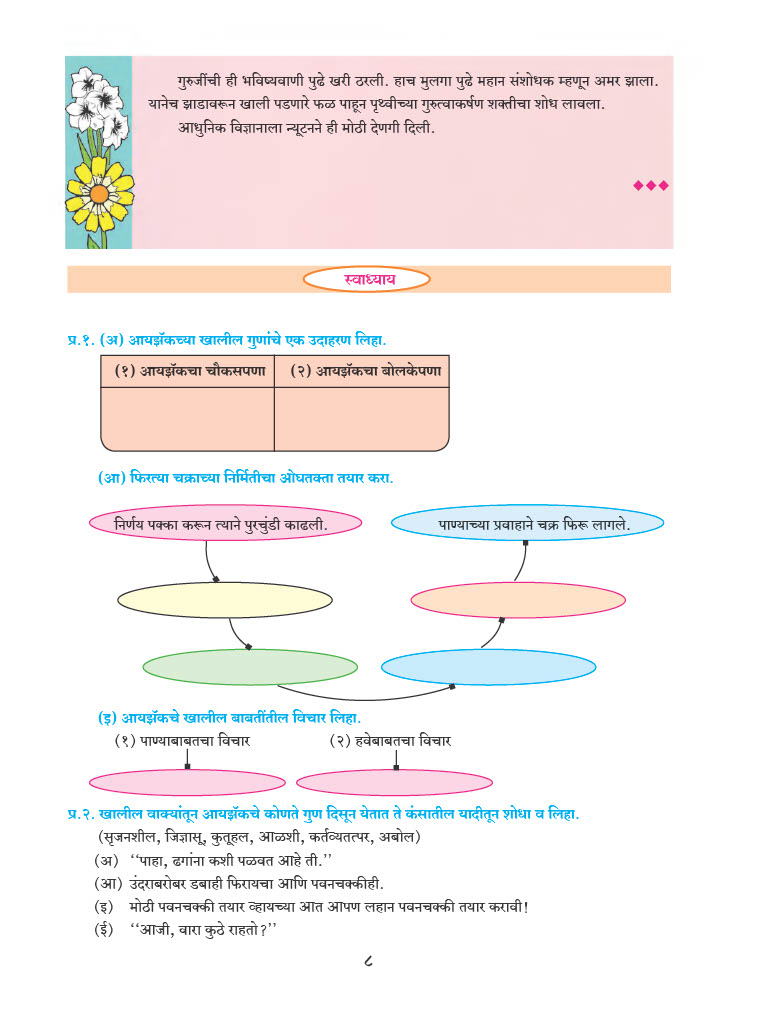 गुरुजींची ही भविष्यवाणी पुढे खरी ठरली. हाच मुलगा पुढे महान संशोधक म्हणून अमर झाला.
यानेच झाडावरून खाली पडणारे फळ पाहून पृथ्वीच्या गुरुत्वाकर्षण शक्तीचा शोध लावला.
आधुनिक विज्ञानाला न्यूटनने ही मोठी देणगी दिली.
स्वाध्याय
प्र.१. (अ) आयझॅकच्या खालील गुणांचे एक उदाहरण लिहा.
(१) आयझॅकचा चौकसपणा (२) आयझॅकचा बोलकेपणा
(आ) फिरत्या चक्राच्या निर्मितीचा ओघतक्ता तयार करा.
निर्णय पक्का करून त्याने पुरचुंडी काढली. पाण्याच्या प्रवाहाने चक्र फिरू लागले.
(इ) आयझॅकचे खालील बाबतींतील विचार लिहा.
(१) पाण्याबाबतचा विचार (२) हवेबाबतचा विचार
प्र.२. खालील वाक्यांतून आयझॅकचे कोणते गुण दिसून येतात ते कंसातील यादीतून शोधा व लिहा.
(सृजनशील, जिज्ञासू, कुतूहल, आळशी, कर्तव्यतत्पर, अबोल)
(अ) ‘‘पाहा, ढगांना कशी पळवत आहे ती.’’
(आ) उंदराबरोबर डबाही फिरायचा आणि पवनचक्कीही.
(इ) मोठी पवनचक्की तयार व्हायच्या आत आपण लहान पवनचक्की तयार करावी!
(ई) ‘‘आजी, वारा कुठे राहतो?’’
८